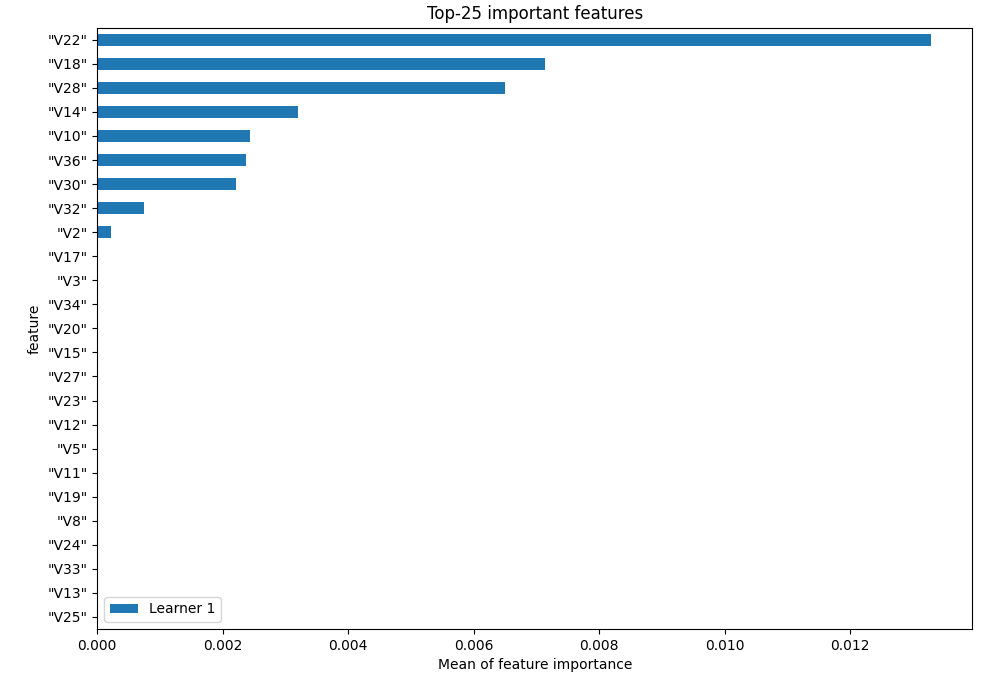 Top-25 important features
feature
"V22"
"V18"
"V28"
"V14"
"V10"
"V36"
"V30"
"V32"
"V2"
"V17"
"V3"
"V34"
"V20"
"V15"
"V27"
"V23"
"V12"
"V5"
"V11"
"V19"
"V8"
"V24"
"V33"
"V13"
"V25"
Learner 1
0.000 0.002 0.004 0.006 0.008 0.010 0.012
Mean of feature importance